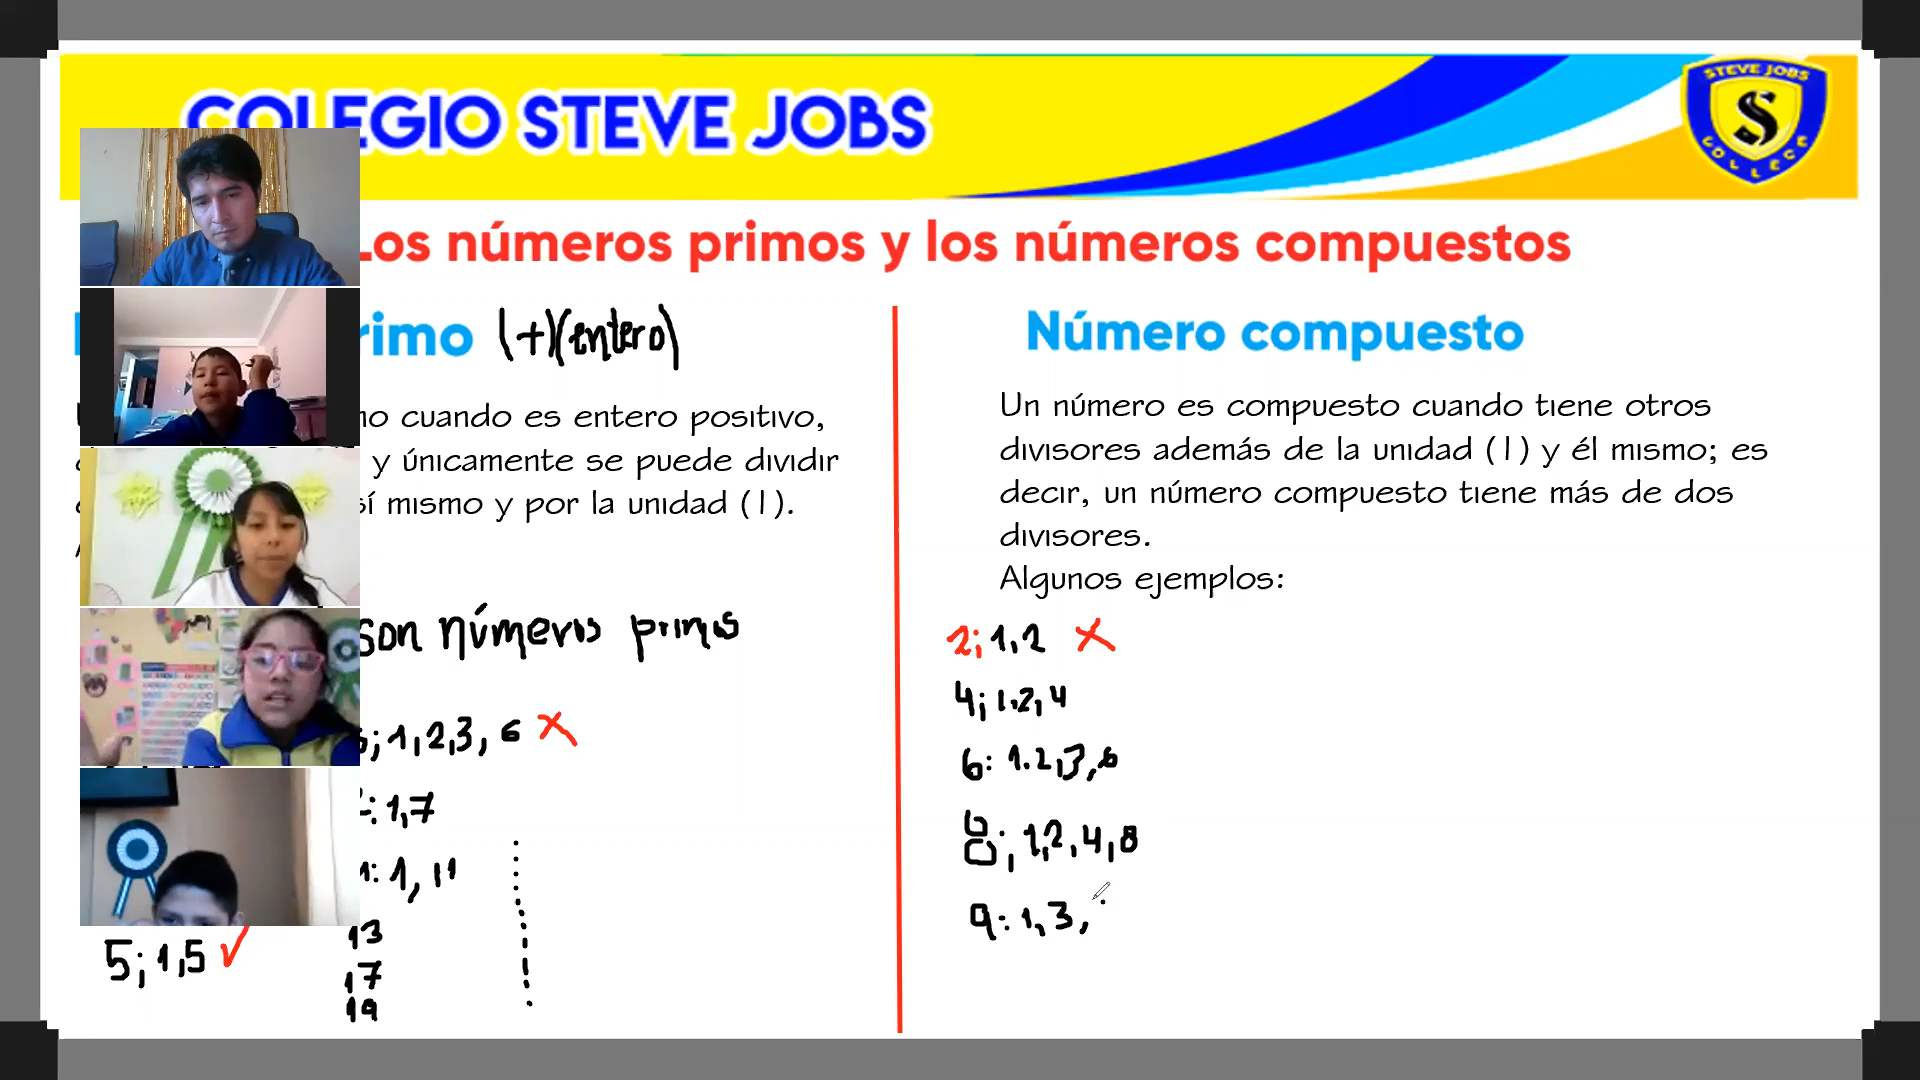 COLEGIO STEVE JOBS
STEVE JOBS
S
COLLEGE
Los números primos y los números compuestos
rimo (+)(entero)
cuando es entero positivo,
y únicamente se puede dividir
sí mismo y por la unidad (1).
son números primos
; 1,2,3, 6 X
: 1,7
: 1, 11
13
17
19
5; 1,5 ✓
Número compuesto
Un número es compuesto cuando tiene otros
divisores además de la unidad (1) y él mismo; es
decir, un número compuesto tiene más de dos
divisores.
Algunos ejemplos:
2; 1,2 X
4; 1,2,4
6: 1,2,3,6
8; 1,2,4,8
9: 1,3,